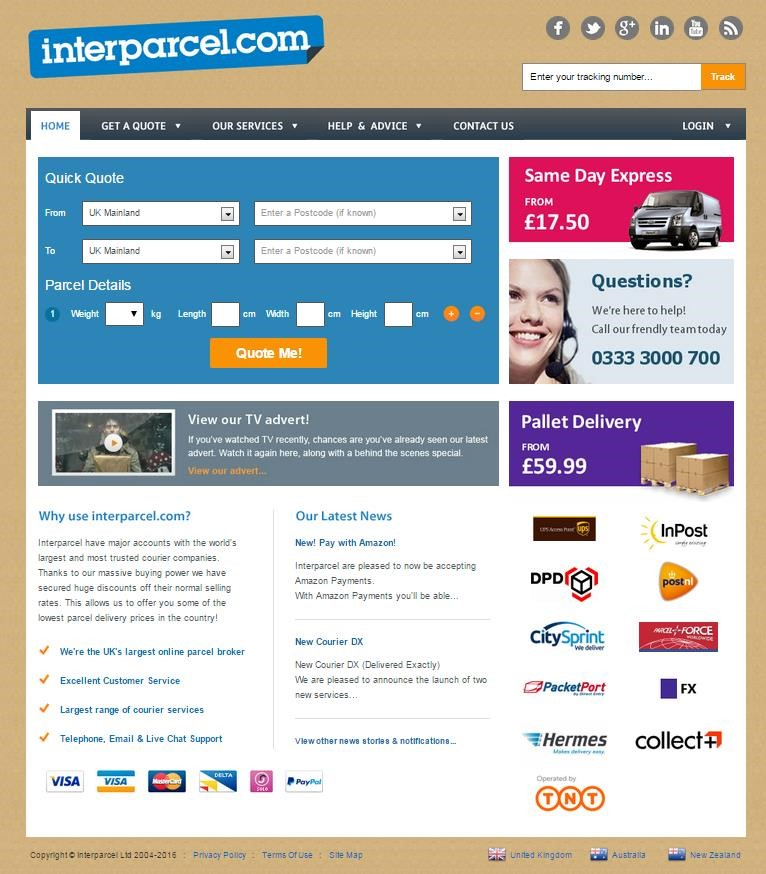 interparcel.com
Enter your tracking number... Track
HOME GET A QUOTE OUR SERVICES HELP & ADVICE CONTACT US LOGIN
Quick Quote
From UK Mainland Enter a Postcode (if known)
To UK Mainland Enter a Postcode (if known)
Parcel Details
1 Weight kg Length cm Width cm Height cm + −
Quote Me!
Same Day Express
FROM
£17.50
Questions?
We're here to help!
Call our frendly team today
0333 3000 700
View our TV advert!
If you've watched TV recently, chances are you've already seen our latest
advert. Watch it again here, along with a behind the scenes special.
View our advert...
Pallet Delivery
FROM
£59.99
Why use interparcel.com?
Interparcel have major accounts with the world's
largest and most trusted courier companies.
Thanks to our massive buying power we have
secured huge discounts off their normal selling
rates. This allows us to offer you some of the
lowest parcel delivery prices in the country!
We're the UK's largest online parcel broker
Excellent Customer Service
Largest range of courier services
Telephone, Email & Live Chat Support
VISA VISA MasterCard DELTA SOLO PayPal
Our Latest News
New! Pay with Amazon!
Interparcel are pleased to now be accepting
Amazon Payments.
With Amazon Payments you'll be able...
New Courier DX
New Courier DX (Delivered Exactly)
We are pleased to announce the launch of two
new services...
View other news stories & notifications...
UPS Access Point ups
InPost
DPD
postnl
CitySprint
We deliver
PARCEL FORCE
WORLDWIDE
PacketPort
by Direct Entry
FX
Hermes
Makes delivery easy.
collect+
Operated by
TNT
Copyright © Interparcel Ltd 2004-2016 : Privacy Policy : Terms Of Use : Site Map United Kingdom Australia New Zealand